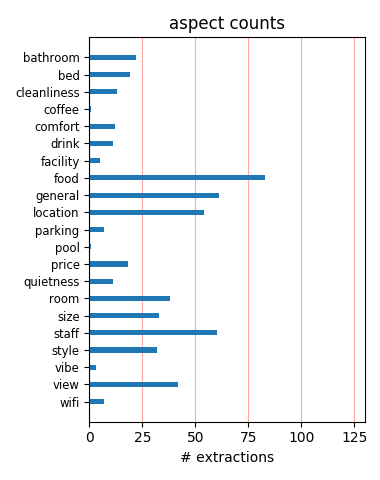 aspect counts
bathroom
bed
cleanliness
coffee
comfort
drink
facility
food
general
location
parking
pool
price
quietness
room
size
staff
style
vibe
view
wifi
0 25 50 75 100 125
# extractions